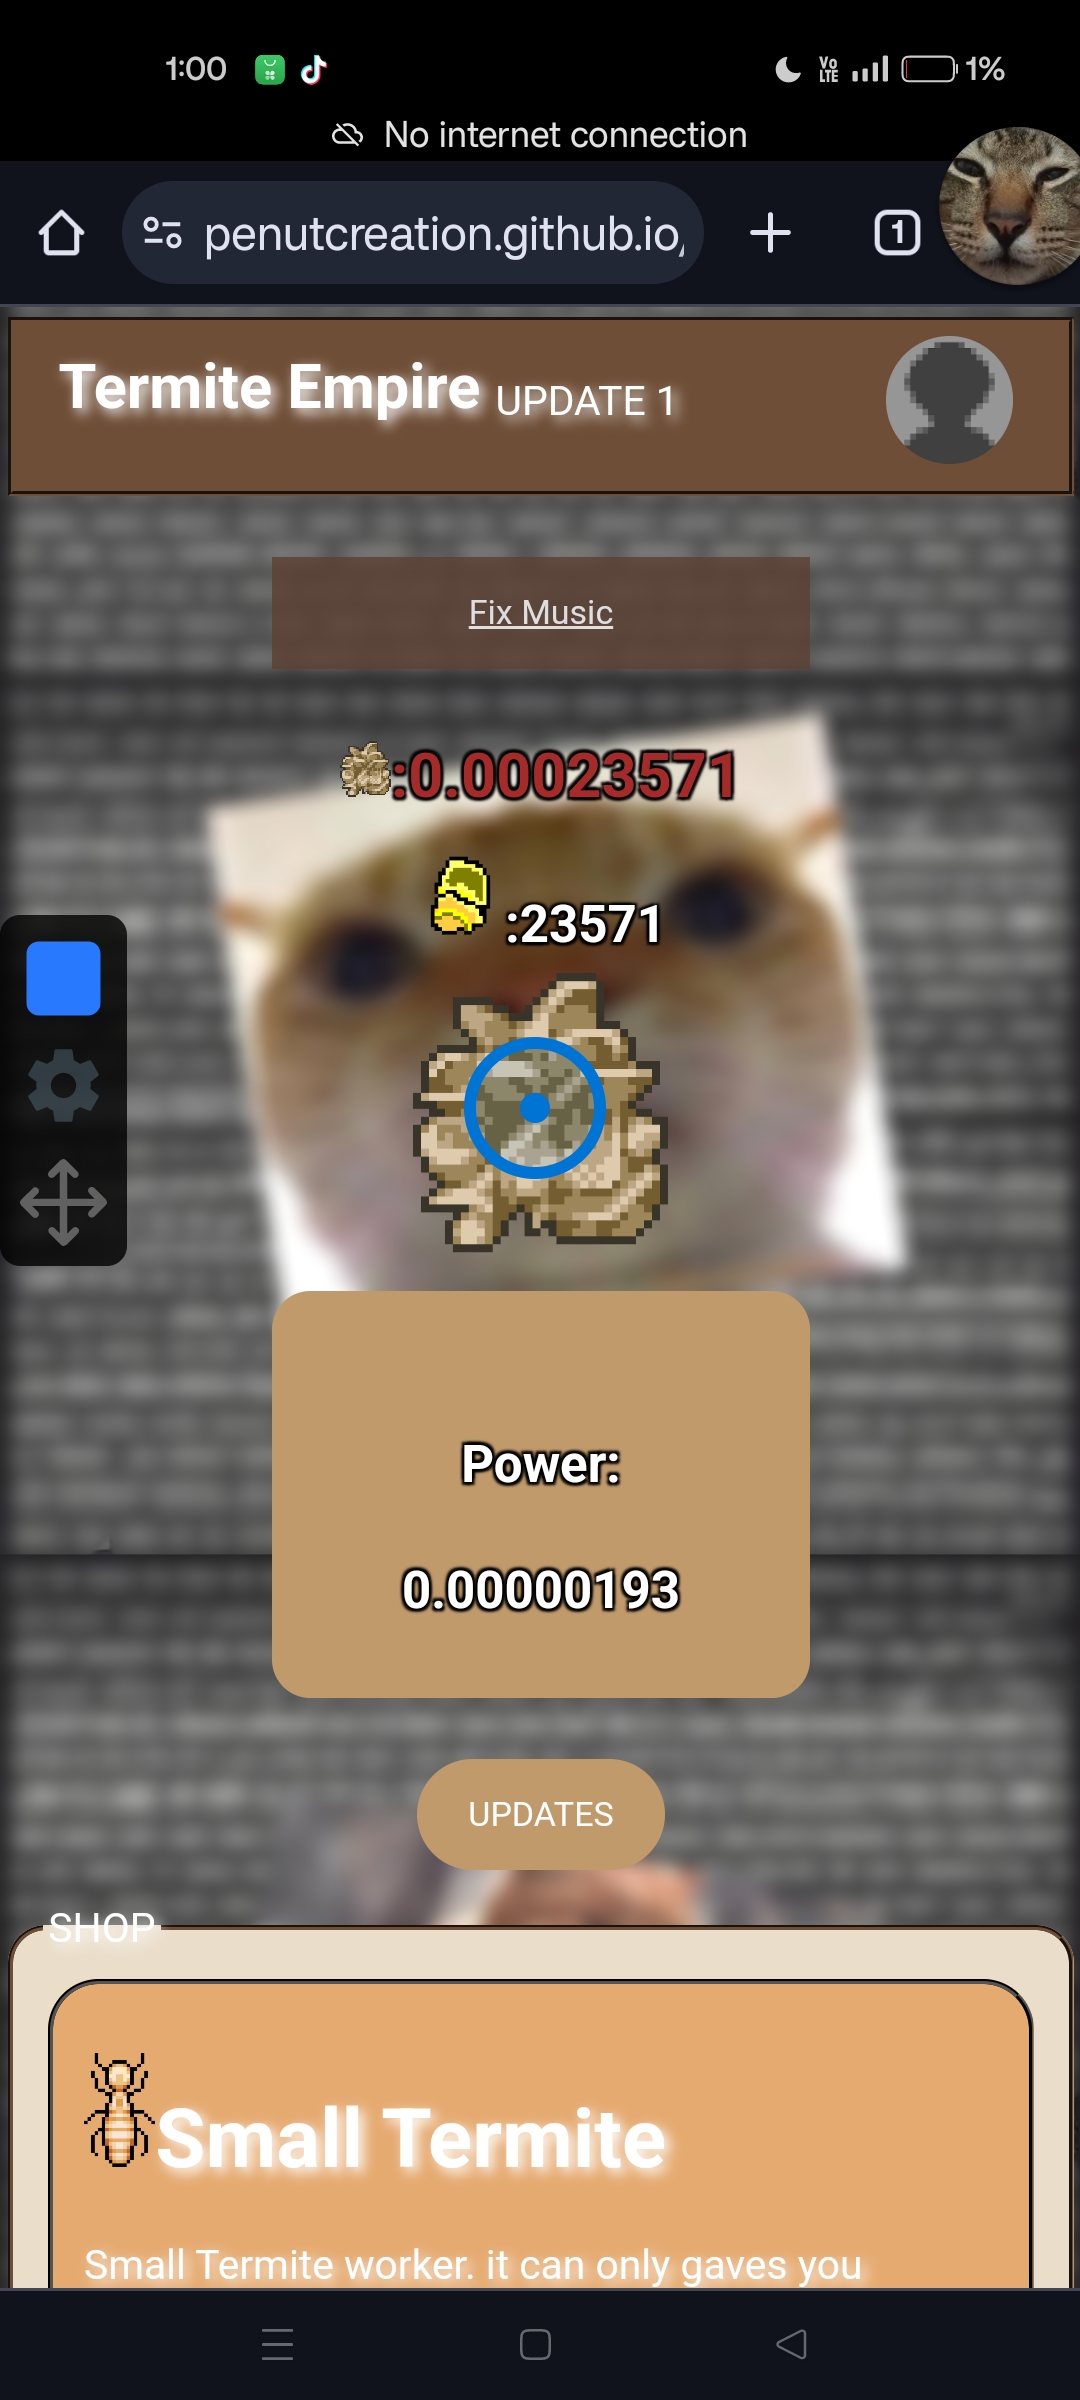 1:00
Vo LTE
1%
No internet connection
penutcreation.github.io/
1
Termite Empire UPDATE 1
Fix Music
:0.00023571
:23571
Power:
0.00000193
UPDATES
SHOP
Small Termite
Small Termite worker. it can only gaves you